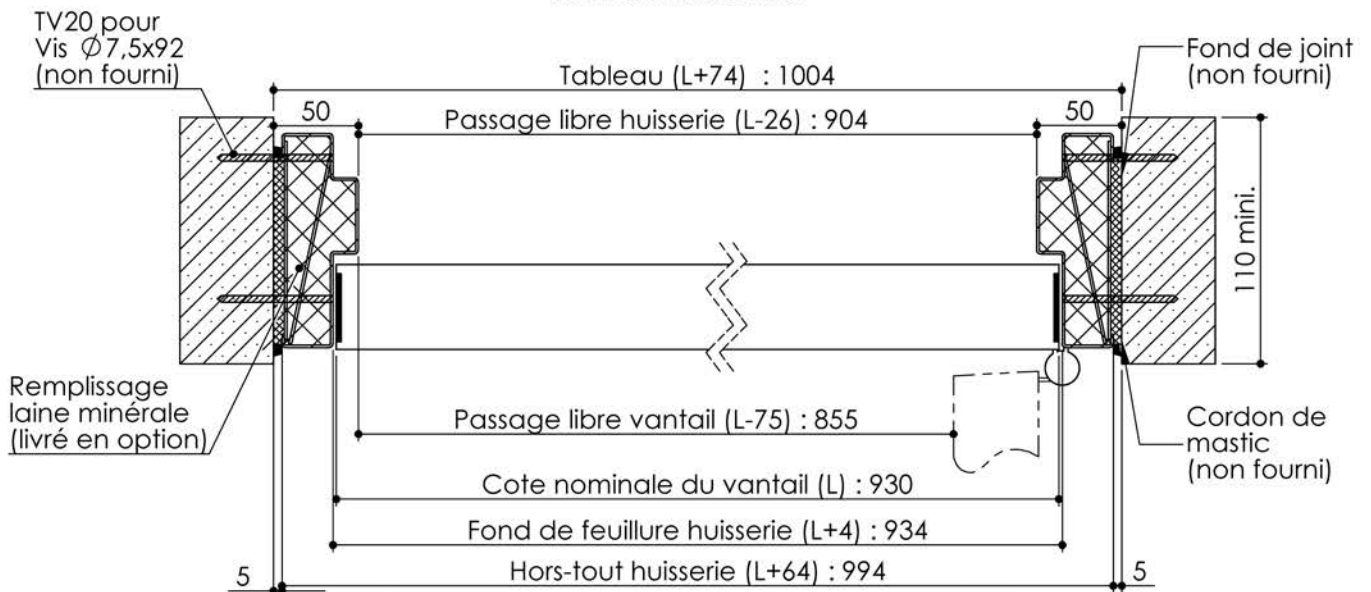 TV20 pour
Vis Ø7,5x92
(non fourni)
Tableau (L+74) : 1004
Fond de joint
(non fourni)
50
Passage libre huisserie (L-26) : 904
50
110 mini.
Remplissage
laine minérale
(livré en option)
Passage libre vantail (L-75) : 855
Cordon de
mastic
(non fourni)
Cote nominale du vantail (L) : 930
Fond de feuillure huisserie (L+4) : 934
5
Hors-tout huisserie (L+64) : 994
5